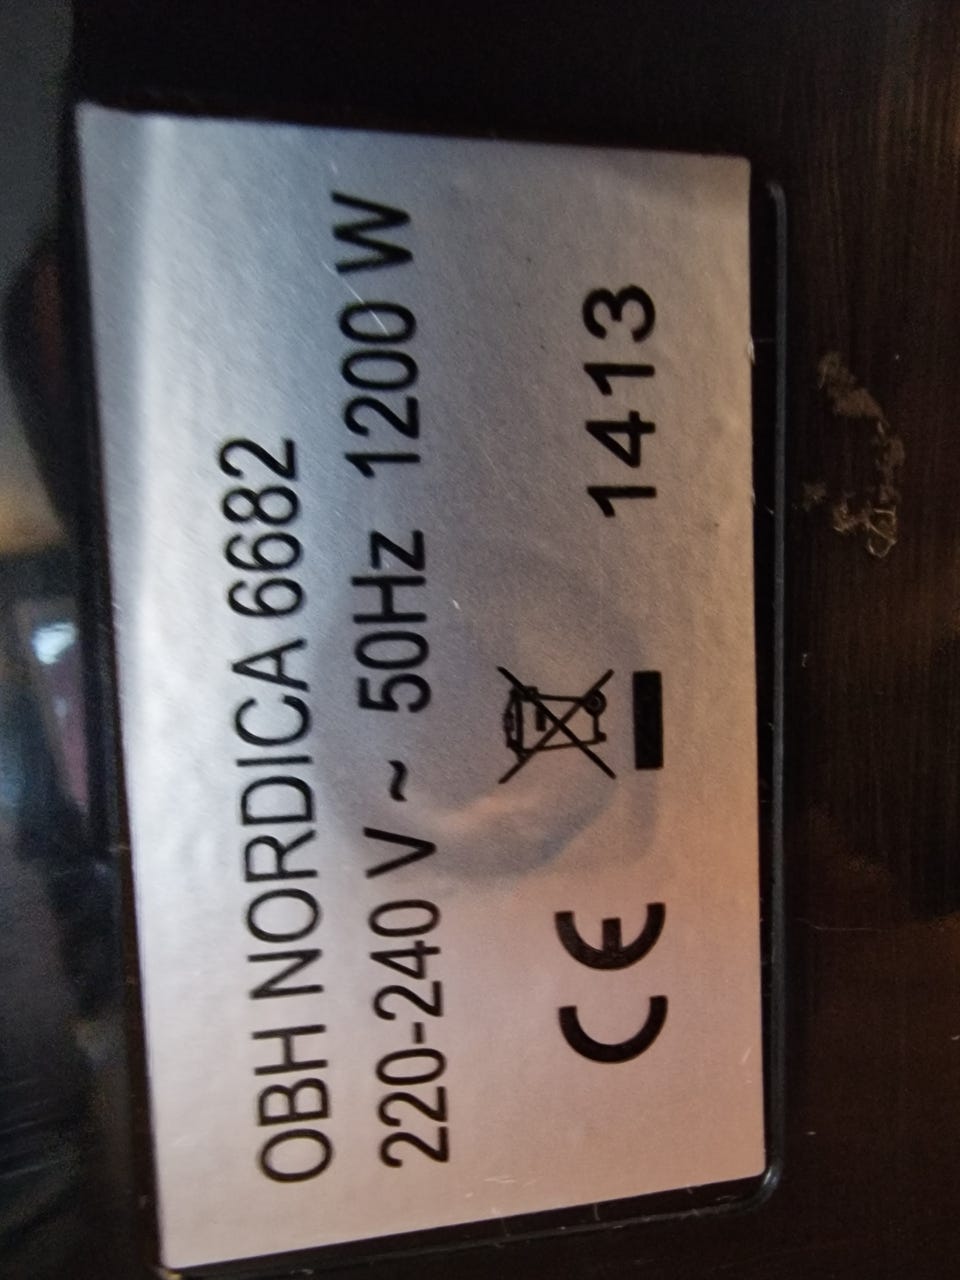 OBH NORDICA 6682
220-240 V ~ 50Hz 1200 W
CE 1413